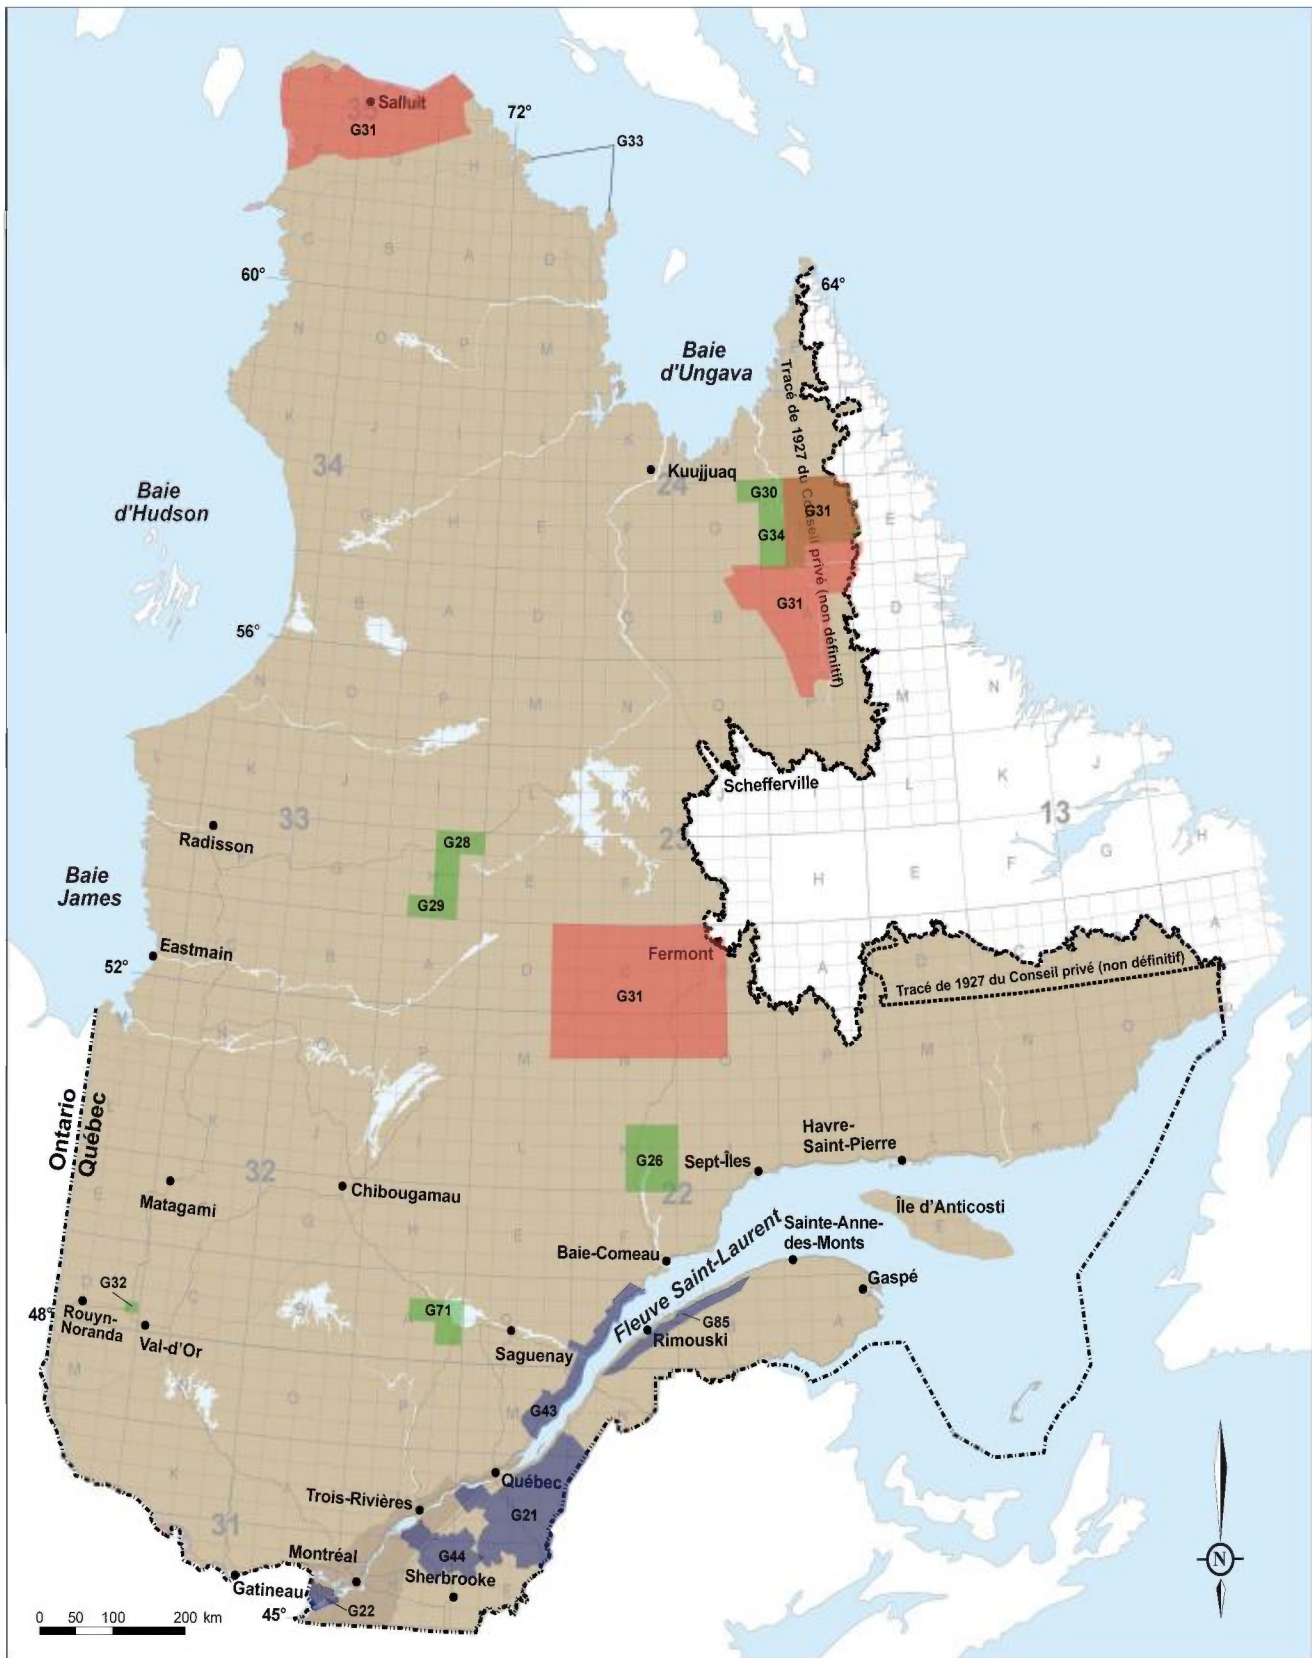 Salluit
35
G31
72°
G33
60°
64°
Baie
d'Ungava
Tracé de 1927 du Conseil privé (non définitif)
34
Kuujjuaq
24
G30
G31
G34
G31
Baie
d'Hudson
56°
Schefferville
33
Radisson
G28
23
13
G29
Baie
James
Eastmain
52°
Fermont
G31
Tracé de 1927 du Conseil privé (non définitif)
Ontario
Québec
Havre-
Saint-Pierre
G26
Sept-Îles
32
22
Matagami
Chibougamau
Île d'Anticosti
Fleuve Saint-Laurent
Sainte-Anne-
des-Monts
Baie-Comeau
Gaspé
G32
48°
Rouyn-
Noranda
Val-d'Or
G71
Saguenay
G85
Rimouski
G43
Québec
Trois-Rivières
G21
31
Montréal
G44
Sherbrooke
Gatineau
G22
45°
0 50 100 200 km
N